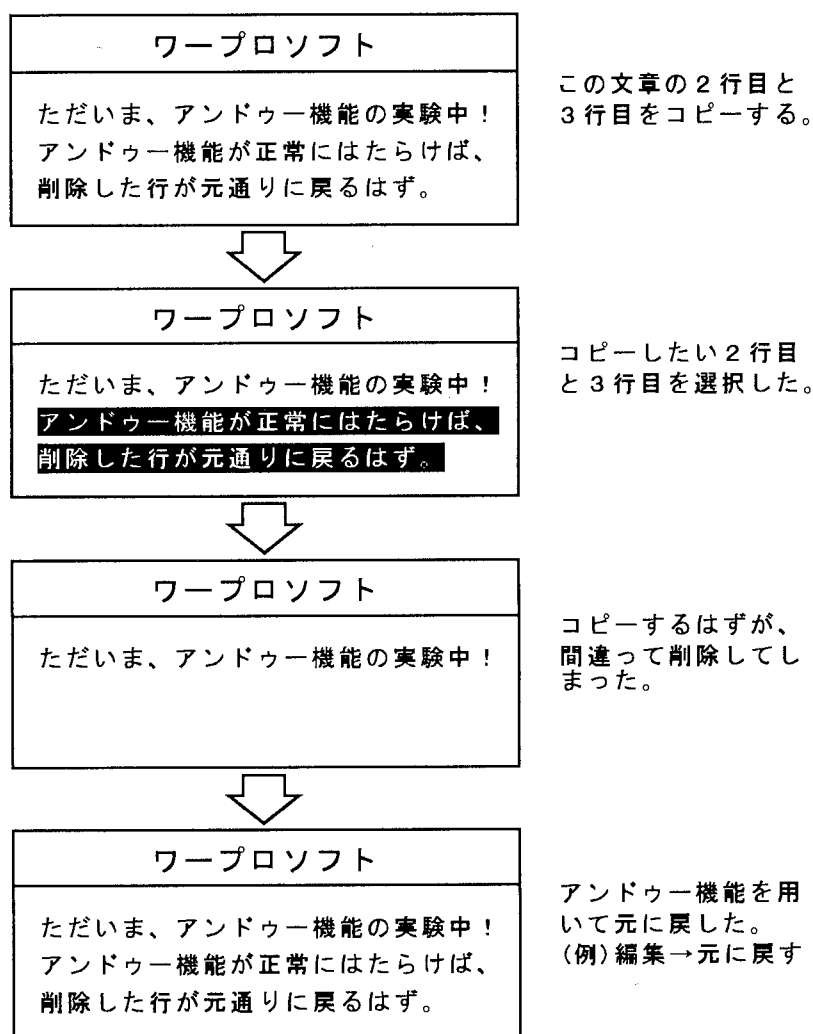 ワープロソフト
ただいま、アンドゥー機能の実験中！
アンドゥー機能が正常にはたらけば、
削除した行が元通りに戻るはず。
この文章の２行目と
３行目をコピーする。
ワープロソフト
ただいま、アンドゥー機能の実験中！
アンドゥー機能が正常にはたらけば、
削除した行が元通りに戻るはず。
コピーしたい２行目
と３行目を選択した。
ワープロソフト
ただいま、アンドゥー機能の実験中！
コピーするはずが、
間違って削除してし
まった。
ワープロソフト
ただいま、アンドゥー機能の実験中！
アンドゥー機能が正常にはたらけば、
削除した行が元通りに戻るはず。
アンドゥー機能を用
いて元に戻した。
(例)編集→元に戻す